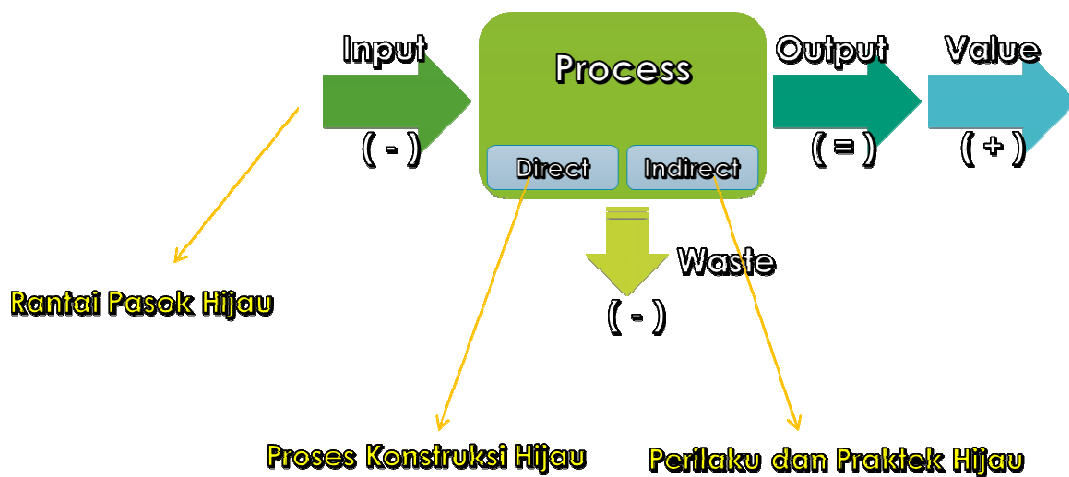 Input
Process
Output
Value
( - )
( = )
( + )
Direct
Indirect
Waste
( - )
Rantai Pasok Hijau
Proses Konstruksi Hijau
Perilaku dan Praktek Hijau